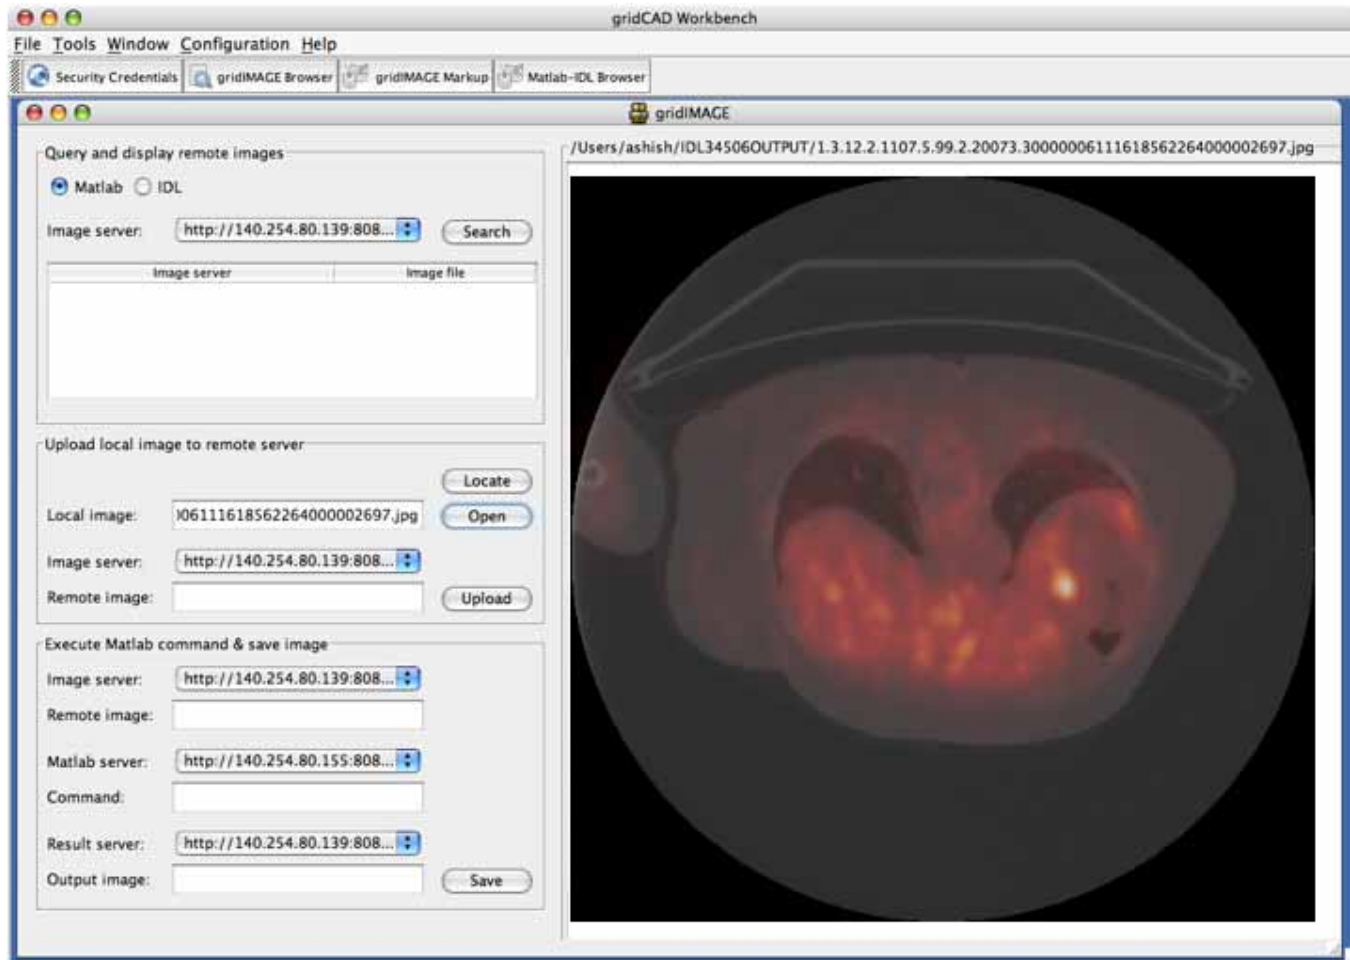 gridCAD Workbench
File Tools Window Configuration Help
Security Credentials gridIMAGE Browser gridIMAGE Markup Matlab-IDL Browser
gridIMAGE
Query and display remote images
/Users/ashish/IDL34506OUTPUT/1.3.12.2.1107.5.99.2.20073.30000006111618562264000002697.jpg
Matlab IDL
Image server: http://140.254.80.139:808... Search
Image server Image file
Upload local image to remote server
Locate
Local image: )06111618562264000002697.jpg Open
Image server: http://140.254.80.139:808...
Remote image: Upload
Execute Matlab command & save image
Image server: http://140.254.80.139:808...
Remote image:
Matlab server: http://140.254.80.155:808...
Command:
Result server: http://140.254.80.139:808...
Output image: Save